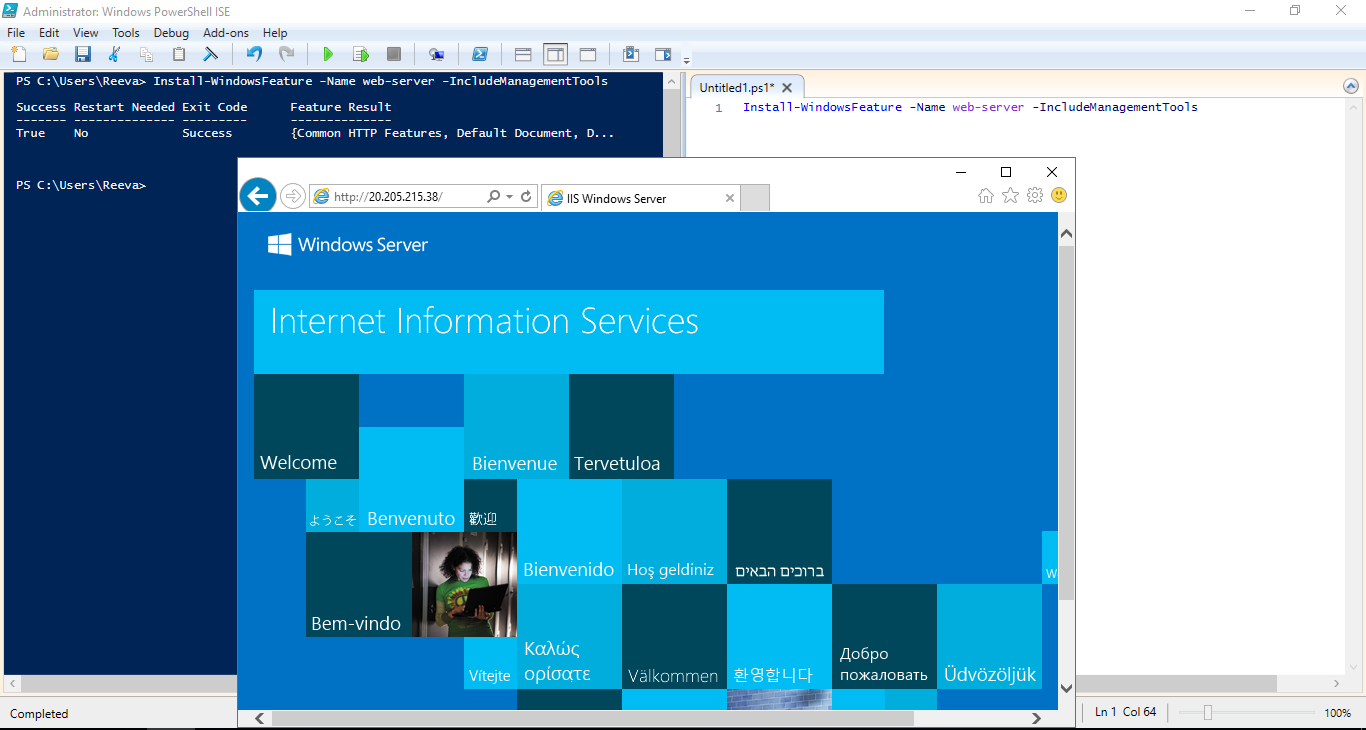 Administrator: Windows PowerShell ISE
File Edit View Tools Debug Add-ons Help
PS C:\Users\Reeva> Install-WindowsFeature -Name web-server -IncludeManagementTools
Success Restart Needed Exit Code Feature Result
------- -------------- --------- --------------
True No Success {Common HTTP Features, Default Document, D...
PS C:\Users\Reeva>
Untitled1.ps1*
1 Install-WindowsFeature -Name web-server -IncludeManagementTools
http://20.205.215.38/
IIS Windows Server
Windows Server
Internet Information Services
Welcome
Bienvenue
Tervetuloa
ようこそ
Benvenuto
歡迎
Bienvenido
Hoş geldiniz
ברוכים הבאים
W
Bem-vindo
Vítejte
Καλώς
ορίσατε
Välkommen
환영합니다
Добро
пожаловать
Üdvözöljük
Completed
Ln 1 Col 64
100%